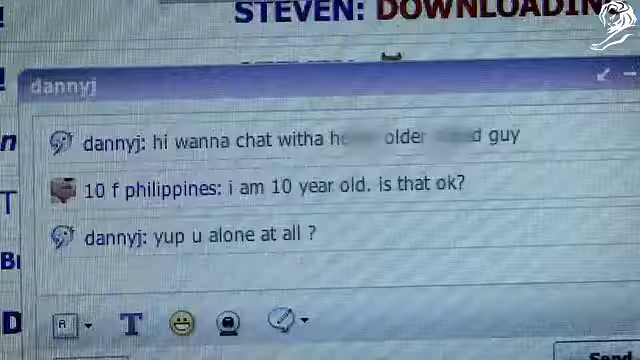 STEVEN: DOWNLOADIN
dannyj
dannyj: hi wanna chat witha h older d guy
10 f philippines: i am 10 year old. is that ok?
dannyj: yup u alone at all ?
n
T
B
D
A
T
Send